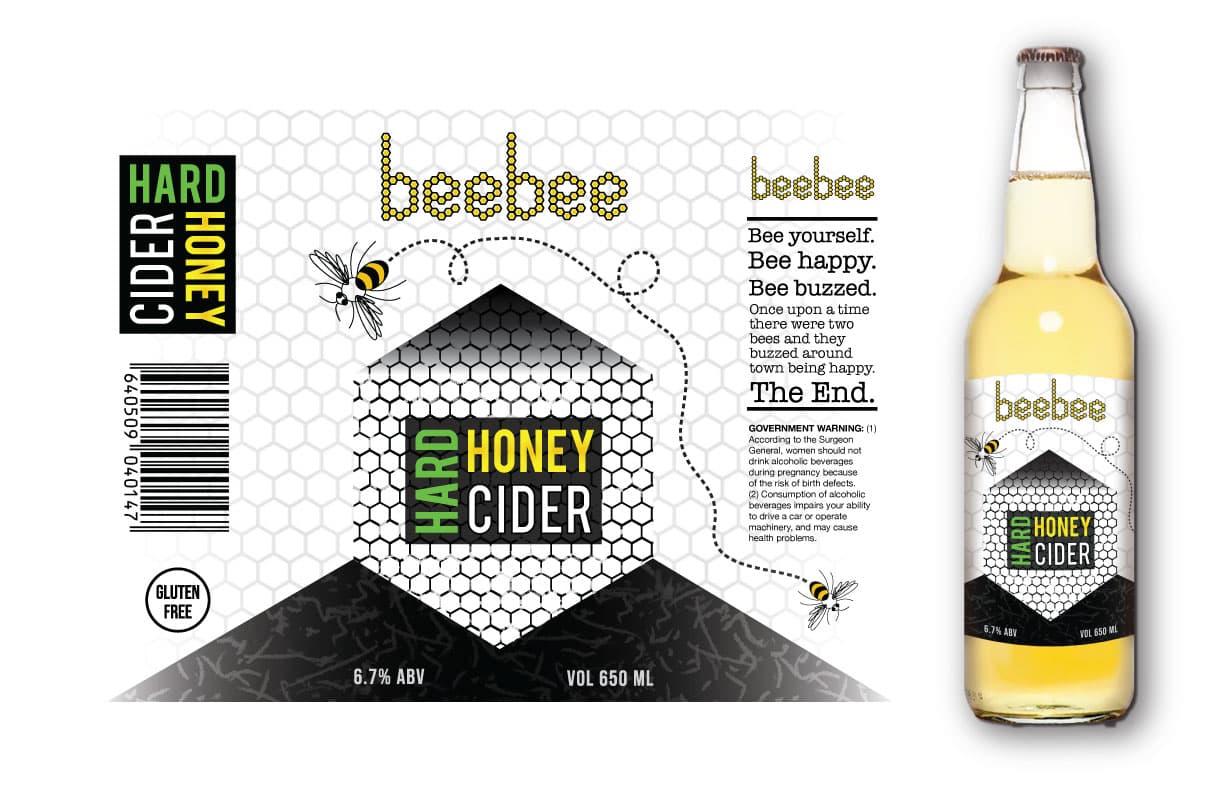 HARD
HONEY
CIDER
640509 040147
GLUTEN
FREE
beebee
HARD
HONEY
CIDER
6.7% ABV
VOL 650 ML
beebee
Bee yourself.
Bee happy.
Bee buzzed.
Once upon a time
there were two
bees and they
buzzed around
town being happy.
The End.
GOVERNMENT WARNING: (1)
According to the Surgeon
General, women should not
drink alcoholic beverages
during pregnancy because
of the risk of birth defects.
(2) Consumption of alcoholic
beverages impairs your ability
to drive a car or operate
machinery, and may cause
health problems.
beebee
HARD
HONEY
CIDER
6.7% ABV
VOL 650 ML